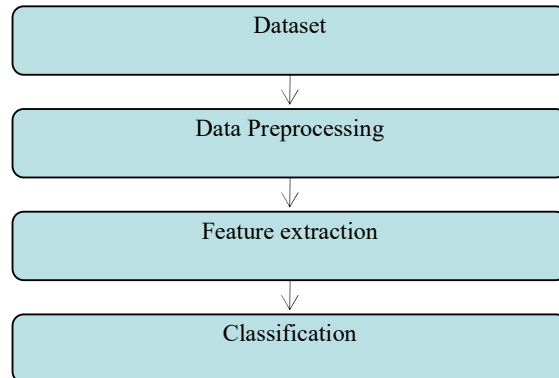 Dataset
Data Preprocessing
Feature extraction
Classification